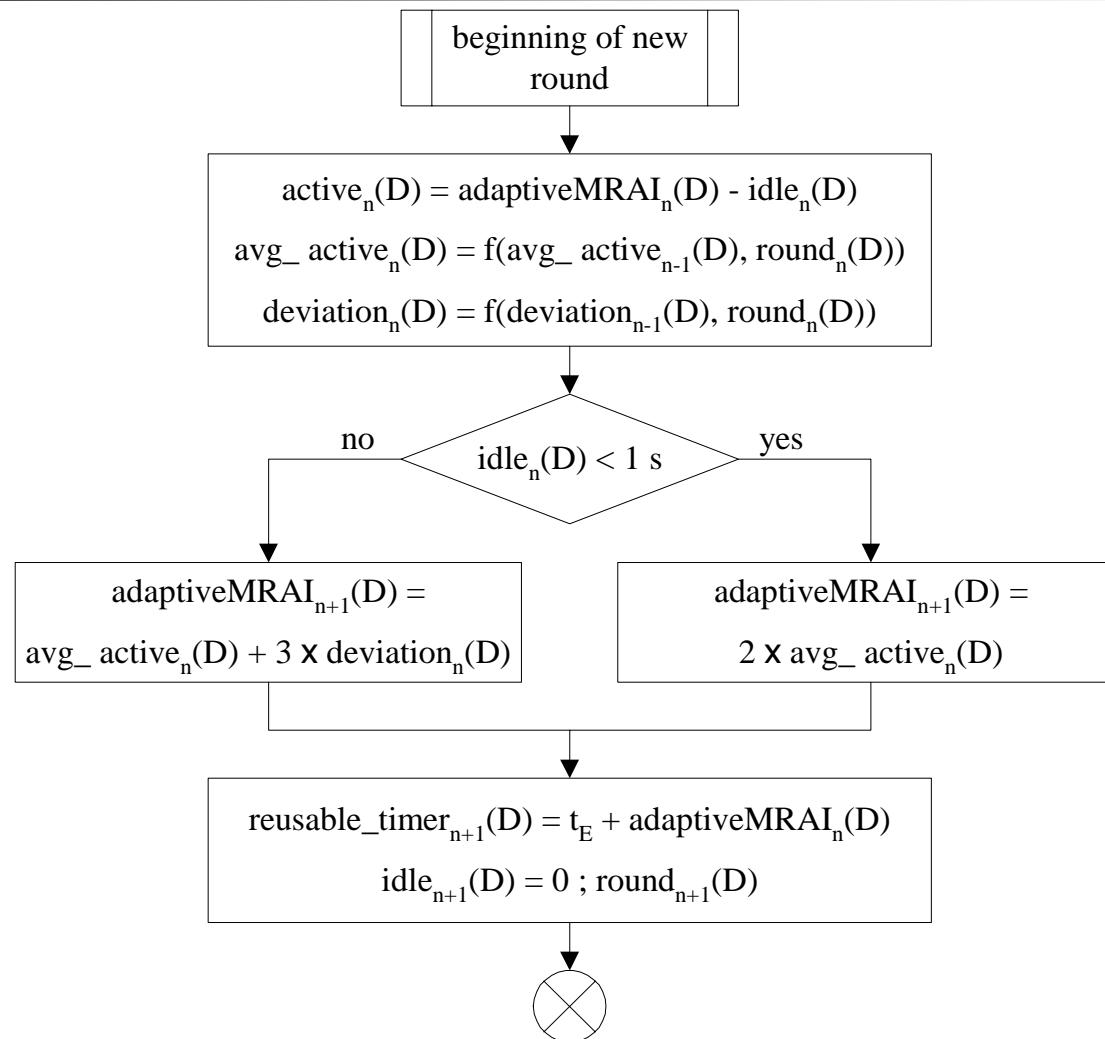 beginning of new
round
activeₙ(D) = adaptiveMRAIₙ(D) - idleₙ(D)
avg_ activeₙ(D) = f(avg_ activeₙ₋₁(D), roundₙ(D))
deviationₙ(D) = f(deviationₙ₋₁(D), roundₙ(D))
no
idleₙ(D) < 1 s
yes
adaptiveMRAIₙ₊₁(D) =
avg_ activeₙ(D) + 3 x deviationₙ(D)
adaptiveMRAIₙ₊₁(D) =
2 x avg_ activeₙ(D)
reusable_timerₙ₊₁(D) = t_E + adaptiveMRAIₙ(D)
idleₙ₊₁(D) = 0 ; roundₙ₊₁(D)